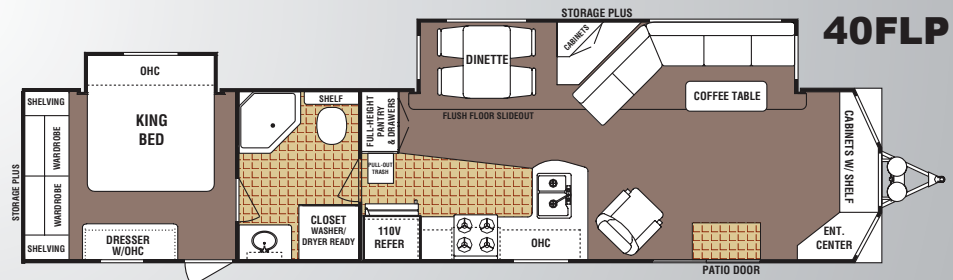 STORAGE PLUS
40FLP
OHC
KING
BED
SHELVING
WARDROBE
WARDROBE
SHELVING
STORAGE PLUS
DRESSER
W/OHC
SHELF
CLOSET
WASHER/
DRYER READY
FULL-HEIGHT
PANTRY
& DRAWERS
PULL-OUT
TRASH
110V
REFER
DINETTE
CABINETS
FLUSH FLOOR SLIDEOUT
COFFEE TABLE
OHC
CABINETS W/ SHELF
ENT.
CENTER
PATIO DOOR